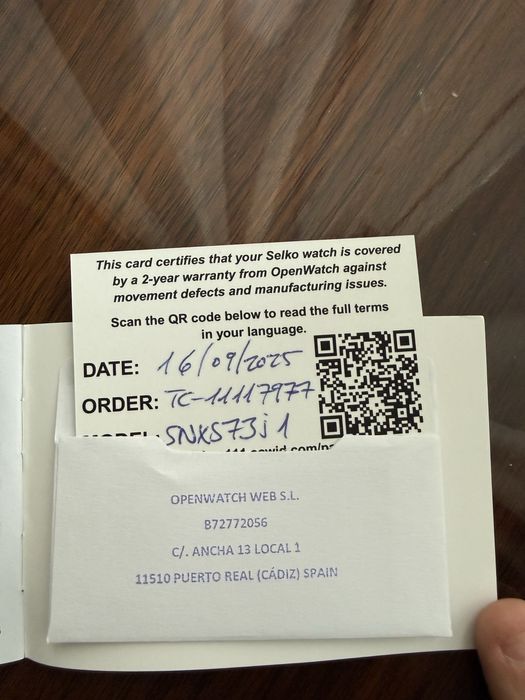 This card certifies that your Selko watch is covered
by a 2-year warranty from OpenWatch against
movement defects and manufacturing issues.
Scan the QR code below to read the full terms
in your language.
DATE: 16/09/2025
ORDER: TC-11117977
MODEL: SNXS73j1
OPENWATCH WEB S.L.
B72772056
C/. ANCHA 13 LOCAL 1
11510 PUERTO REAL (CÁDIZ) SPAIN